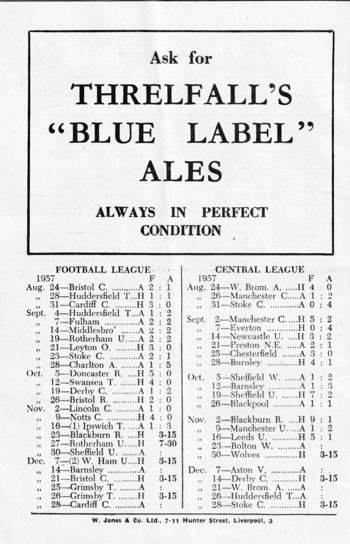 Ask for
THRELFALL'S
"BLUE LABEL"
ALES
ALWAYS IN PERFECT
CONDITION
FOOTBALL LEAGUE
1957 F A
Aug. 24—Bristol C. ..........A 2 : 1
„ 28—Huddersfield T...H 1 : 1
„ 31—Cardiff C. ........H 3 : 0
Sept. 4—Huddersfield T...A 1 : 2
„ 7—Fulham ............A 2 : 2
„ 14—Middlesbro' ......A 2 : 2
„ 19—Rotherham U......A 2 : 2
„ 21—Leyton O. .........H 3 : 0
„ 23—Stoke C. ..........A 2 : 1
„ 28—Charlton A. .......A 1 : 5
Oct. 5—Doncaster R. .....H 5 : 1
„ 12—Swansea T. .......H 4 : 0
„ 19—Derby C, ...........A 1 : 2
„ 26—Bristol R. .........H 2 : 0
Nov. 2—Lincoln C. ........A 1 : 0
„ 9—Notts C. ...........H 4 : 0
„ 16—(1) Ipswich T. ....A 1 : 3
„ 23—Blackburn R. ....H 3-15
„ 27—Rotherham U. ...H 7-30
„ 30—Sheffield U. .....A :
Dec. 7—(2) W. Ham U....H 3-15
„ 14—Barnsley ...........A :
„ 21—Bristol C. .........H 3-15
„ 25—Grimsby T. .......A :
„ 26—Grimsby T. .......H 3-15
„ 28—Cardiff C. .........A :
CENTRAL LEAGUE
1957 F A
Aug. 24—W. Brom. A. ....H 4 : 0
„ 26—Manchester C....A 1 : 2
„ 31—Stoke C. ..........A 0 : 4
Sept. 2—Manchester C. ...H 5 : 2
„ 7—Everton ............H 0 : 4
„ 14—Newcastle U. ...H 3 : 2
„ 21—Preston N.E. .....A 2 : 1
„ 25—Chesterfield .......A 3 : 0
„ 28—Burnley ............H 4 : 1
Oct. 5—Sheffield W. .....A 1 : 2
„ 12—Barnsley ..........A 1 : 3
„ 19—Sheffield U. ......H 7 : 2
„ 26—Blackpool ..........A 1 : 1
Nov. 2—Blackburn R. ...H 9 : 1
„ 9—Manchester U....A 1 : 2
„ 16—Leeds U. ..........H 5 : 1
„ 23—Bolton W. .........A :
„ 30—Wolves ............H 3-15
Dec. 7—Aston V. ..........A :
„ 14—Derby C. ..........H 3-15
„ 21—W. Brom. A. ....A :
„ 26—Huddersfield T...A :
„ 28—Stoke C. ..........H 3-15
W. Jones & Co. Ltd., 7-11 Hunter Street, Liverpool, 3